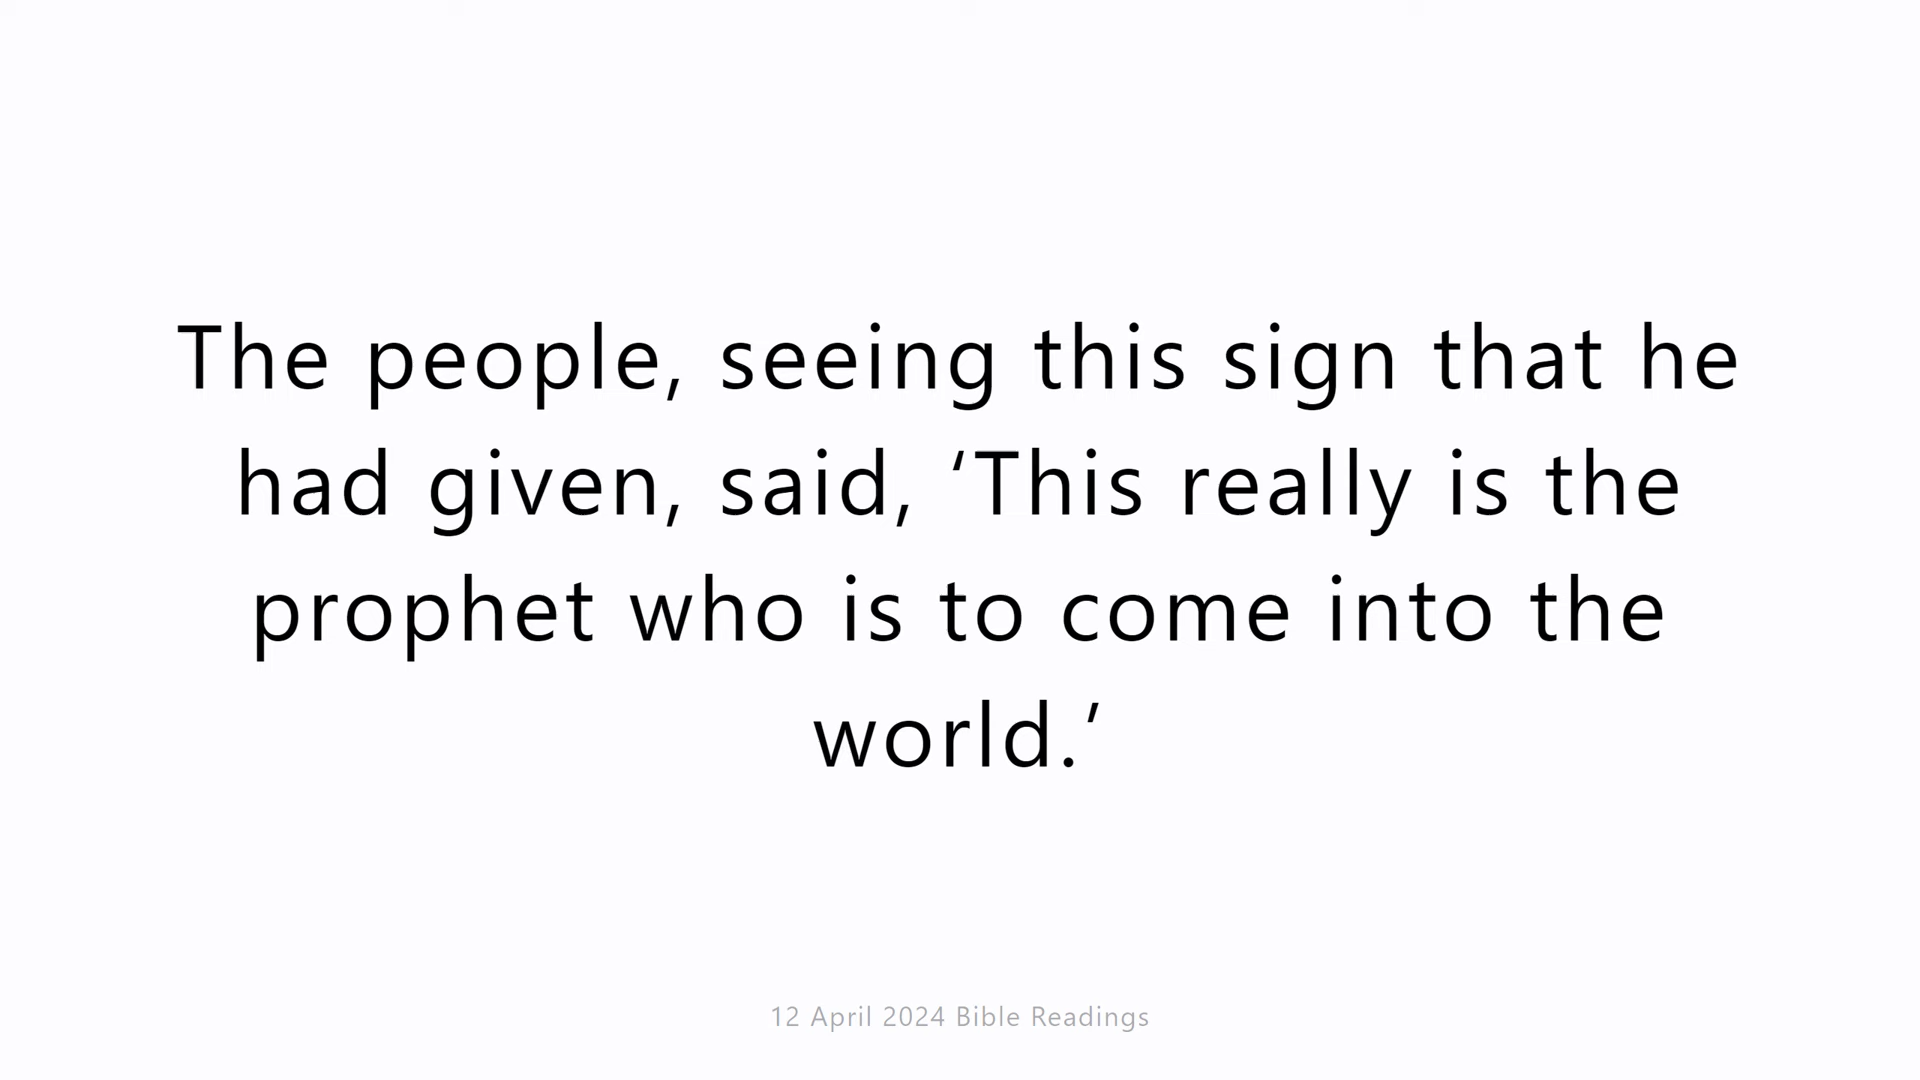 The people, seeing this sign that he
had given, said, ‘This really is the
prophet who is to come into the
world.’
12 April 2024 Bible Readings